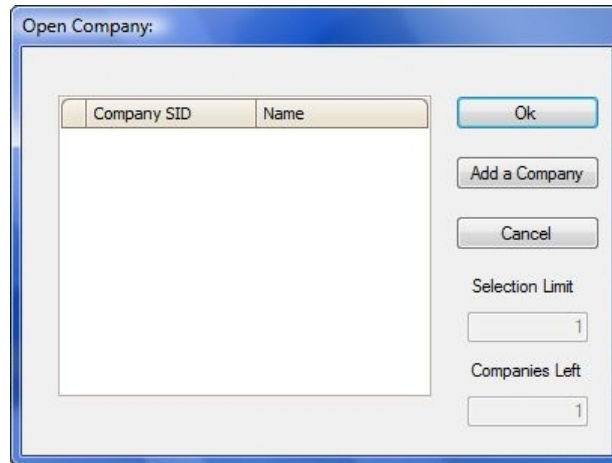 Open Company:
Company SID Name
Ok
Add a Company
Cancel
Selection Limit
1
Companies Left
1